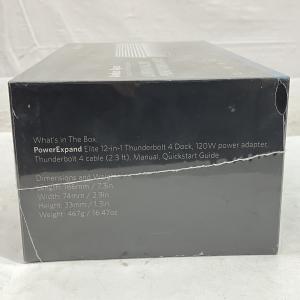 What's in The Box:
PowerExpand Elite 12-in-1 Thunderbolt 4 Dock, 120W power adapter,
Thunderbolt 4 cable (2.3 ft), Manual, Quickstart Guide
Dimensions and Weight
Length: 186mm / 7.3in
Width: 74mm / 2.9in
Height: 33mm / 1.3in
Weight: 467g / 16.47oz